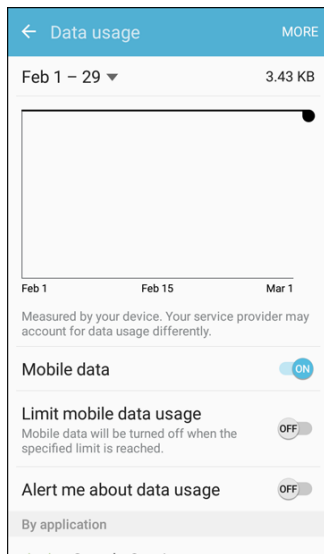 Data usage MORE
Feb 1 – 29 3.43 KB
Feb 1 Feb 15 Mar 1
Measured by your device. Your service provider may
account for data usage differently.
Mobile data ON
Limit mobile data usage
Mobile data will be turned off when the
specified limit is reached.
OFF
Alert me about data usage OFF
By application